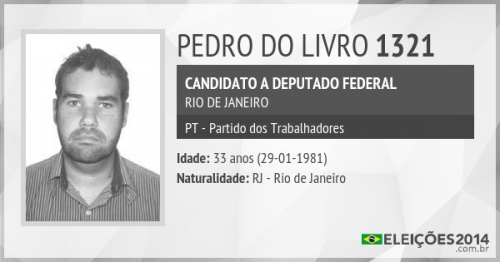 PEDRO DO LIVRO 1321
CANDIDATO A DEPUTADO FEDERAL
RIO DE JANEIRO
PT - Partido dos Trabalhadores
Idade: 33 anos (29-01-1981)
Naturalidade: RJ - Rio de Janeiro
ELEIÇÕES2014
.com.br